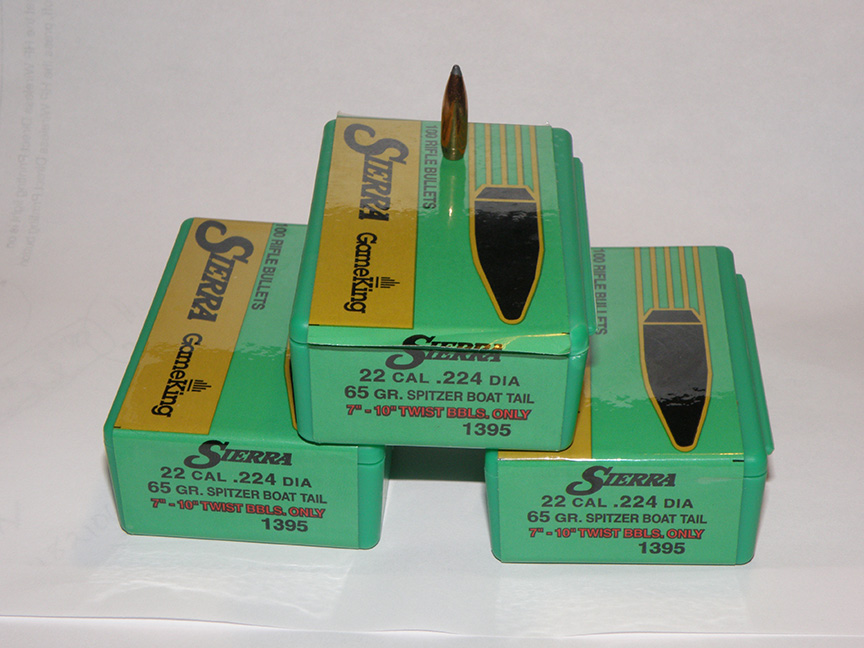 100 RIFLE BULLETS
SIERRA GameKing
SIERRA
22 CAL .224 DIA
65 GR. SPITZER BOAT TAIL
7" - 10" TWIST BBLS. ONLY
1395
100 RIFLE BULLETS
SIERRA GameKing
SIERRA
22 CAL .224 DIA
65 GR. SPITZER BOAT TAIL
7" - 10" TWIST BBLS. ONLY
1395
100 RIFLE BULLETS
SIERRA
22 CAL .224 DIA
65 GR. SPITZER BOAT TAIL
7" - 10" TWIST BBLS. ONLY
1395